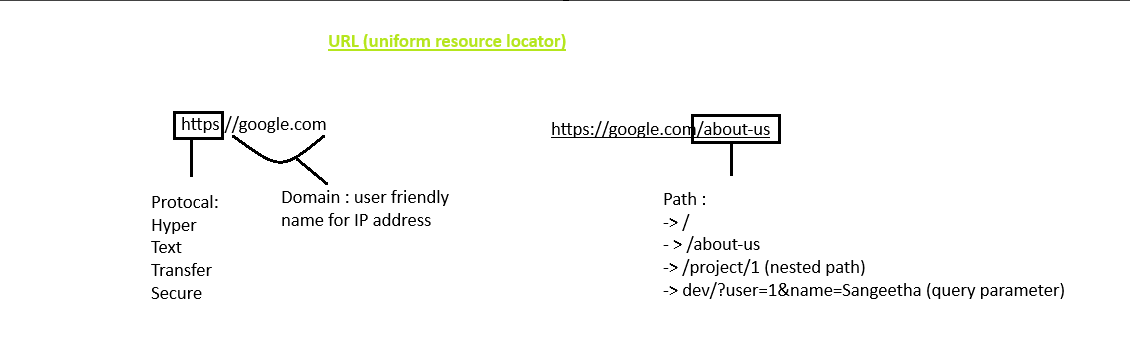 URL (uniform resource locator)
https://google.com
Protocal:
Hyper
Text
Transfer
Secure
Domain : user friendly
name for IP address
https://google.com/about-us
Path :
-> /
- > /about-us
-> /project/1 (nested path)
-> dev/?user=1&name=Sangeetha (query parameter)